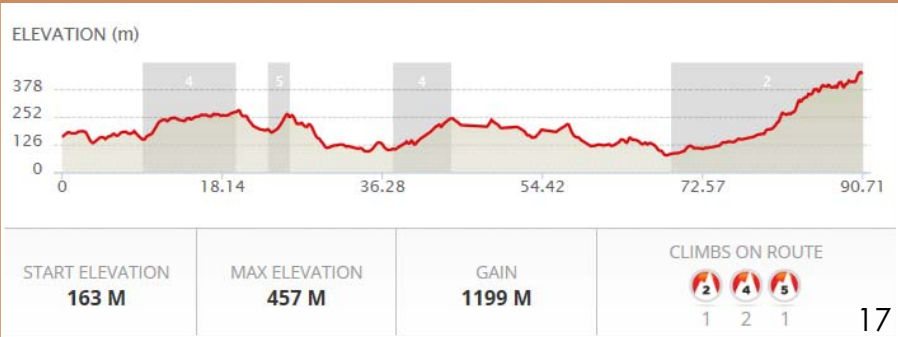 ELEVATION (m)
4 5 4 2
378
252
126
0
0 18.14 36.28 54.42 72.57 90.71
START ELEVATION
163 M
MAX ELEVATION
457 M
GAIN
1199 M
CLIMBS ON ROUTE
2 4 5
1 2 1
17